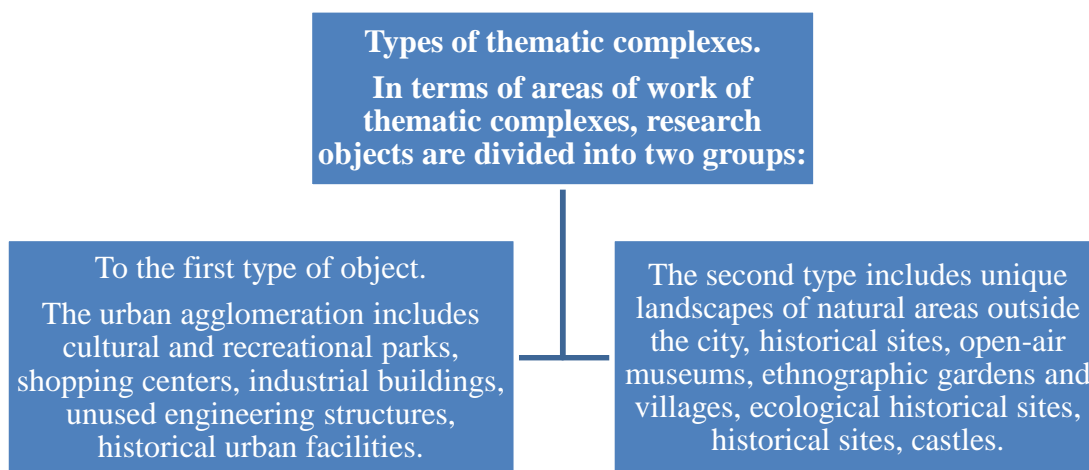 Types of thematic complexes.
In terms of areas of work of
thematic complexes, research
objects are divided into two groups:
To the first type of object.
The urban agglomeration includes
cultural and recreational parks,
shopping centers, industrial buildings,
unused engineering structures,
historical urban facilities.
The second type includes unique
landscapes of natural areas outside
the city, historical sites, open-air
museums, ethnographic gardens and
villages, ecological historical sites,
historical sites, castles.